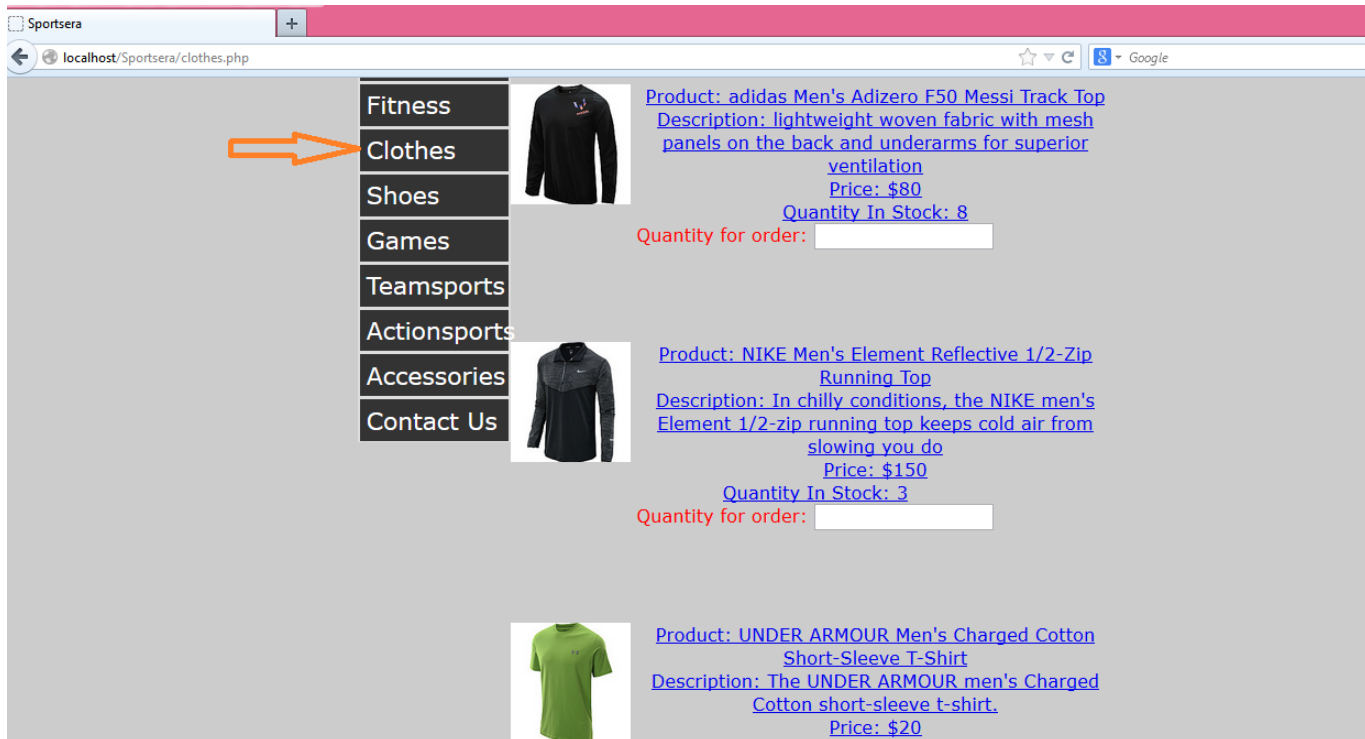 Sportsera
+
localhost/Sportsera/clothes.php
8
Google
Fitness
Clothes
Shoes
Games
Teamsports
Actionsports
Accessories
Contact Us
Product: adidas Men's Adizero F50 Messi Track Top
Description: lightweight woven fabric with mesh
panels on the back and underarms for superior
ventilation
Price: $80
Quantity In Stock: 8
Quantity for order:
Product: NIKE Men's Element Reflective 1/2-Zip
Running Top
Description: In chilly conditions, the NIKE men's
Element 1/2-zip running top keeps cold air from
slowing you do
Price: $150
Quantity In Stock: 3
Quantity for order:
Product: UNDER ARMOUR Men's Charged Cotton
Short-Sleeve T-Shirt
Description: The UNDER ARMOUR men's Charged
Cotton short-sleeve t-shirt.
Price: $20